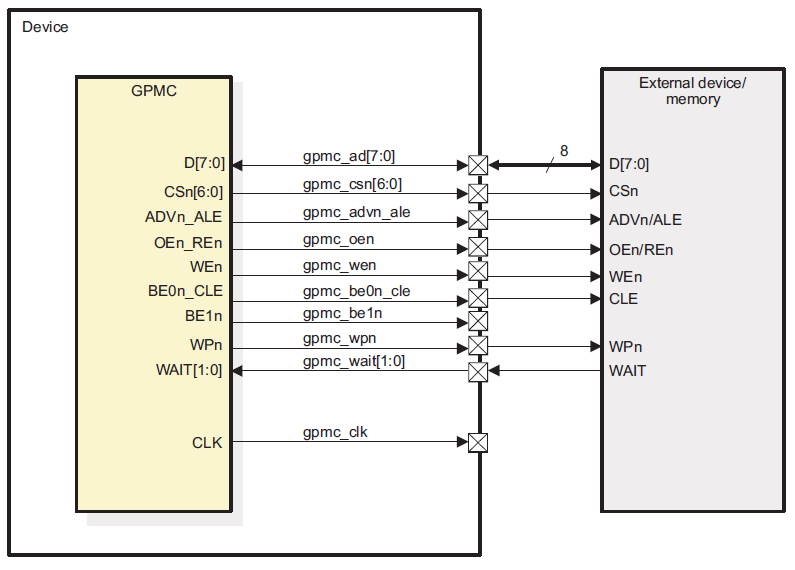 Device
GPMC
External device/
memory
D[7:0] gpmc_ad[7:0] 8 D[7:0]
CSn[6:0] gpmc_csn[6:0] CSn
ADVn_ALE gpmc_advn_ale ADVn/ALE
OEn_REn gpmc_oen OEn/REn
WEn gpmc_wen WEn
BE0n_CLE gpmc_be0n_cle CLE
BE1n gpmc_be1n
WPn gpmc_wpn WPn
WAIT[1:0] gpmc_wait[1:0] WAIT
CLK gpmc_clk